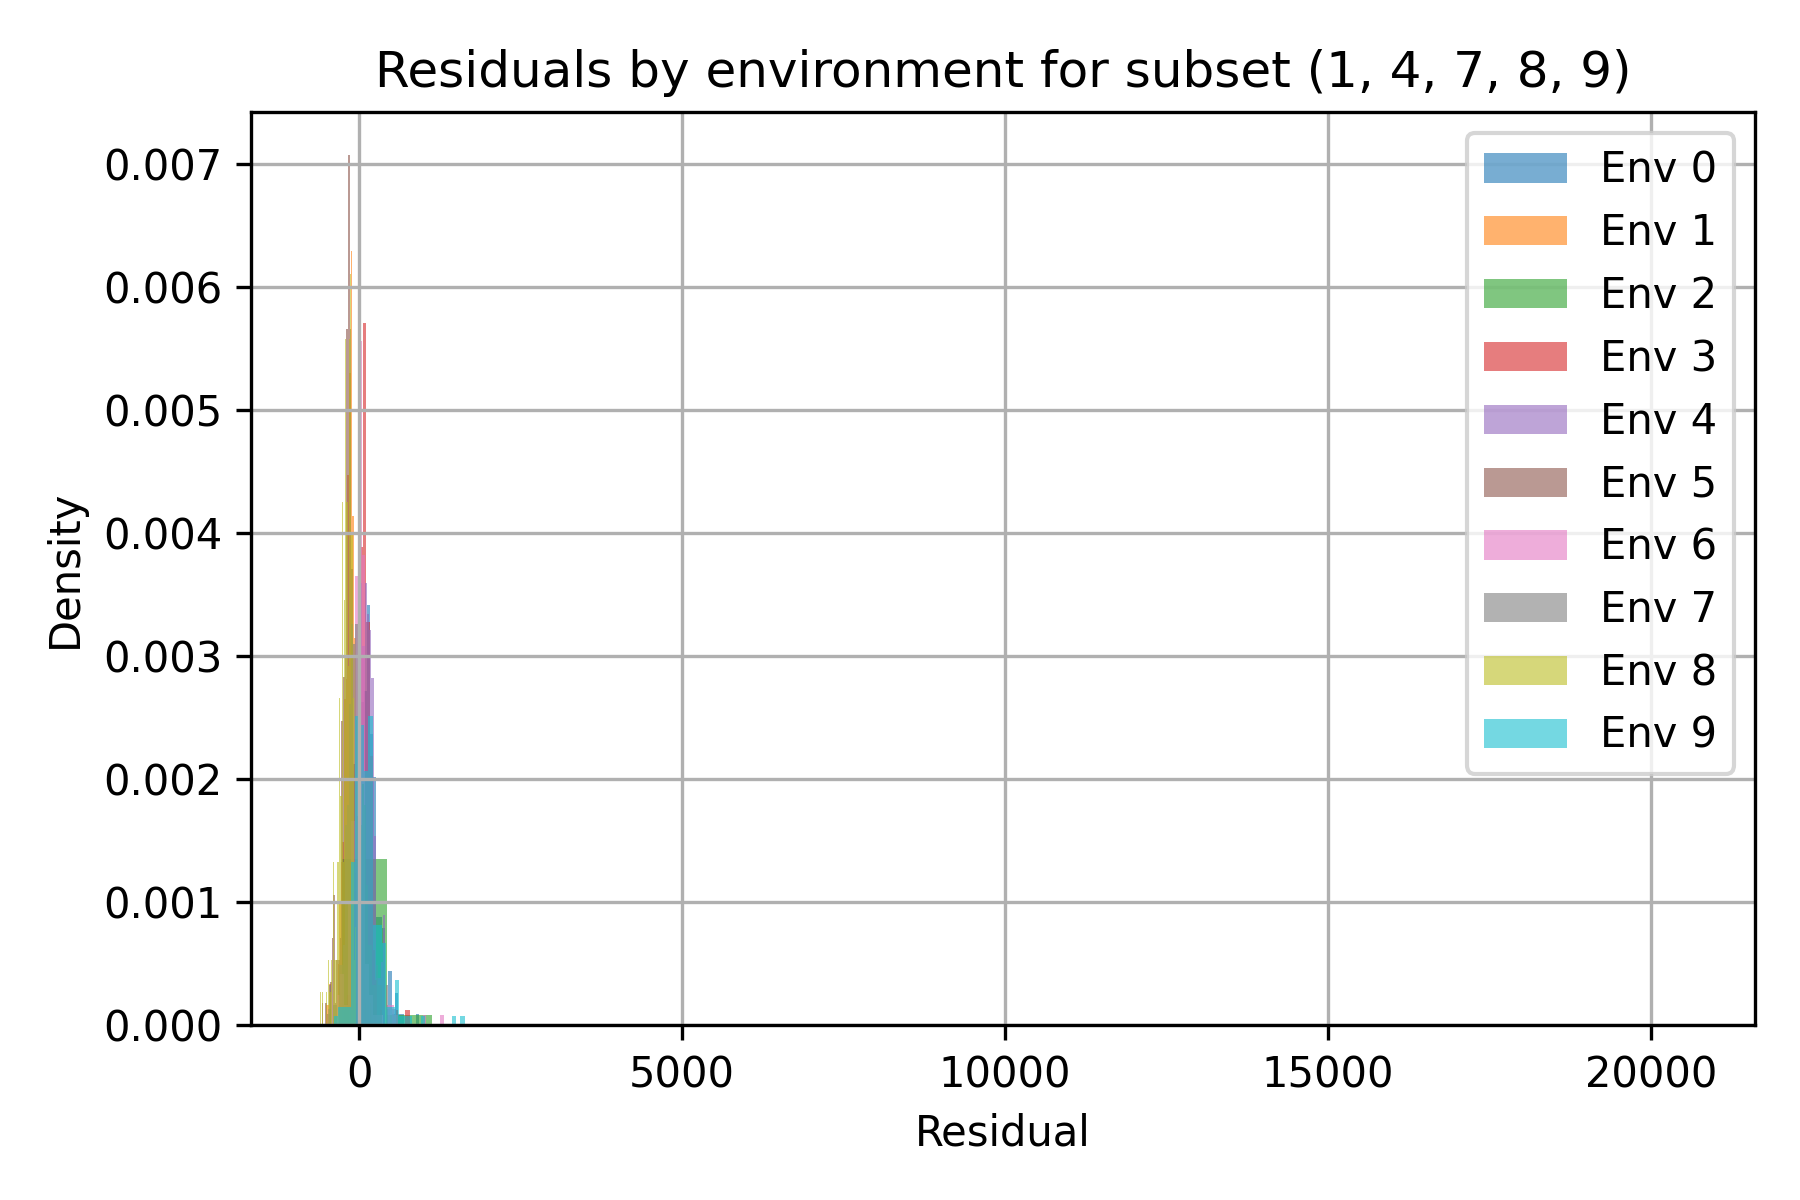 Residuals by environment for subset (1, 4, 7, 8, 9)
0.007
0.006
0.005
0.004
0.003
0.002
0.001
0.000
Density
0
5000
10000
15000
20000
Residual
Env 0
Env 1
Env 2
Env 3
Env 4
Env 5
Env 6
Env 7
Env 8
Env 9